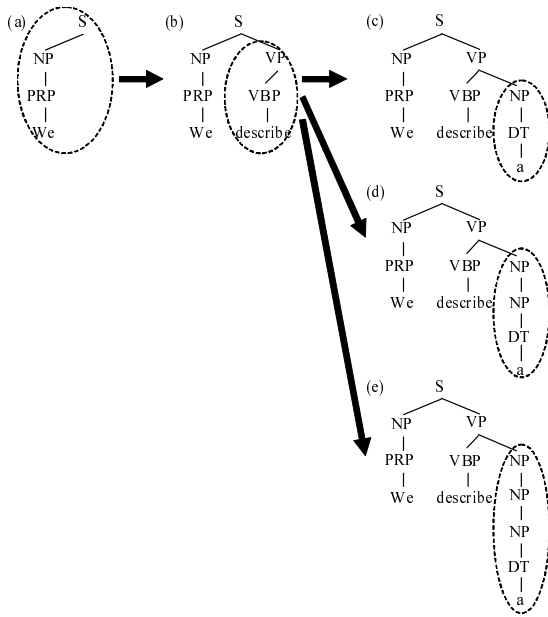 (a)
S
NP
PRP
We
(b)
S
NP VP
PRP VBP
We describe
(c)
S
NP VP
PRP VBP NP
We describe DT
a
(d)
S
NP VP
PRP VBP NP
We describe NP
DT
a
(e)
S
NP VP
PRP VBP NP
We describe NP
NP
DT
a